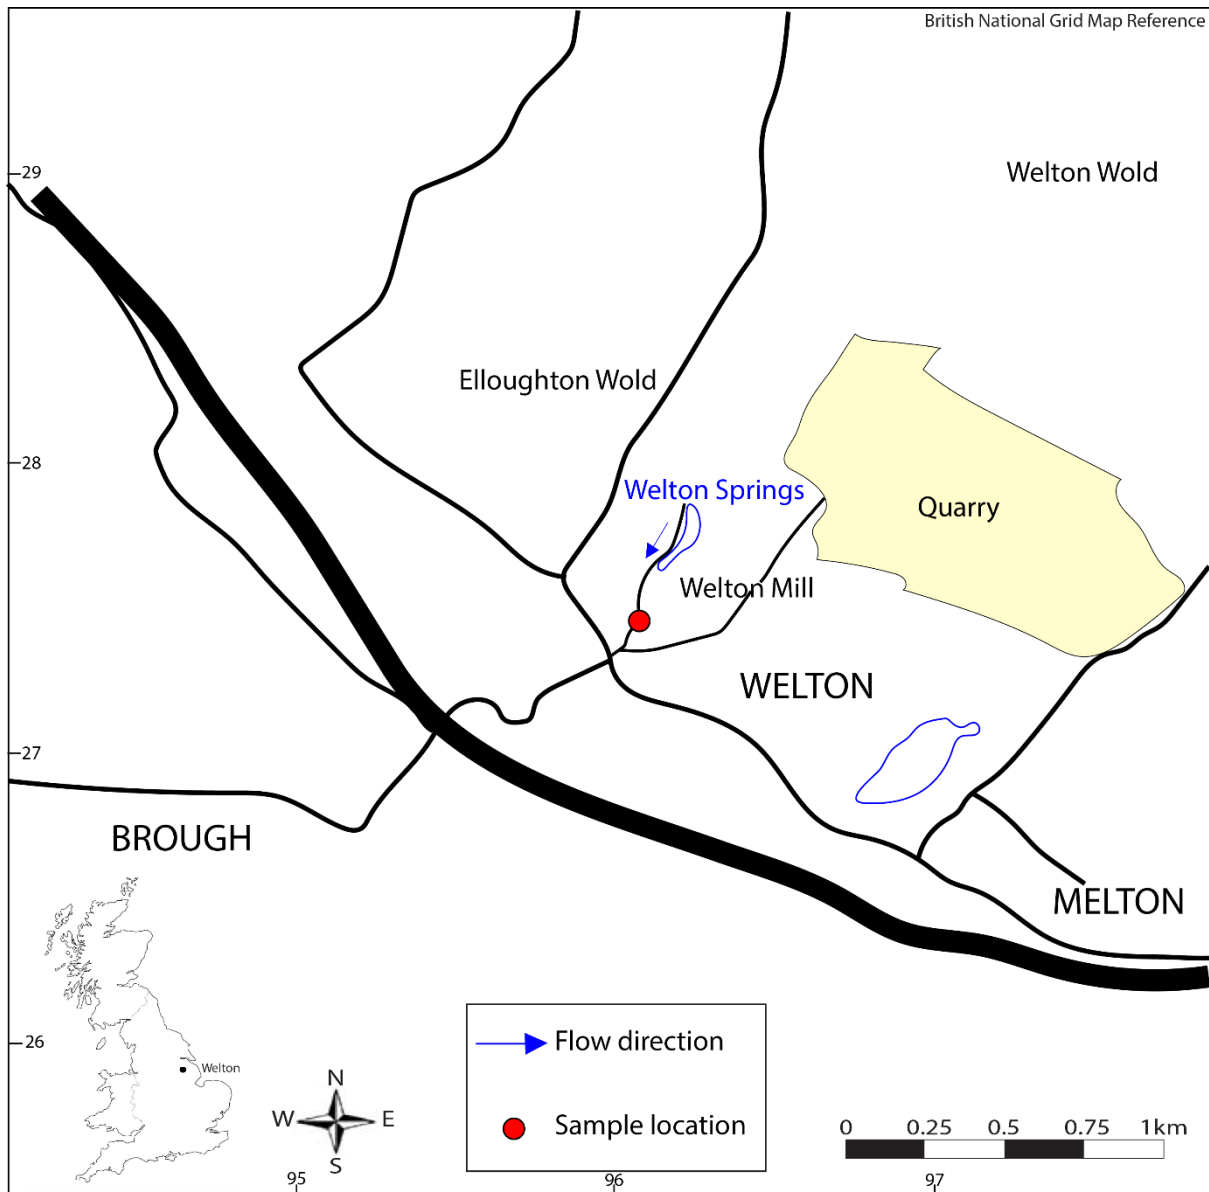 British National Grid Map Reference
29
Welton Wold
Elloughton Wold
28
Welton Springs
Quarry
Welton Mill
WELTON
27
BROUGH
MELTON
26
Welton
N
W E
S
Flow direction
Sample location
0 0.25 0.5 0.75 1km
95 96 97